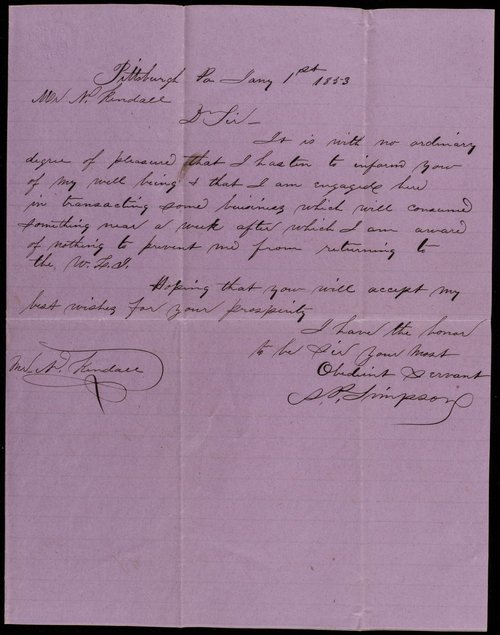 Pittsburgh Pa Jany 1st 1853
Mr N. Kendall
Dr Sir —
It is with no ordinary
degree of pleasured that I hasten to inform you
of my well being & that I am engaged here
in transacting some business which will consume
something near a week after which I am aware
of nothing to prevent me from returning to
the W. L. I.
Hoping that you will accept my
best wishes for your prosperity
I have the honor
to be Sir your most
Obedient Servant
S. P. Simpson
Mr. N. Kendall